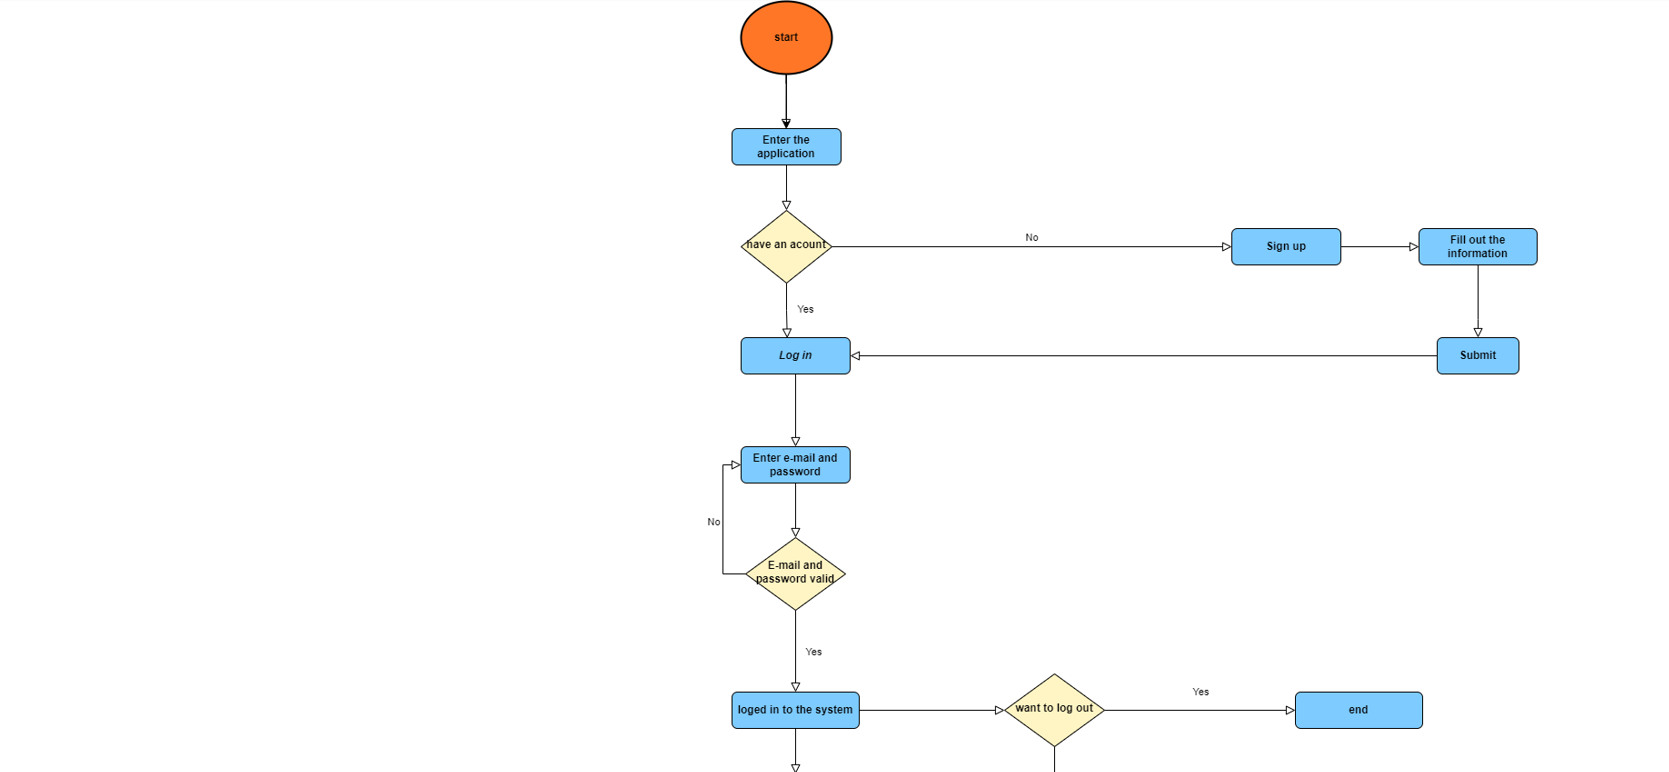 start
Enter the
application
have an acount
No
Sign up
Fill out the
information
Yes
Log in
Submit
Enter e-mail and
password
No
E-mail and
password valid
Yes
loged in to the system
want to log out
Yes
end